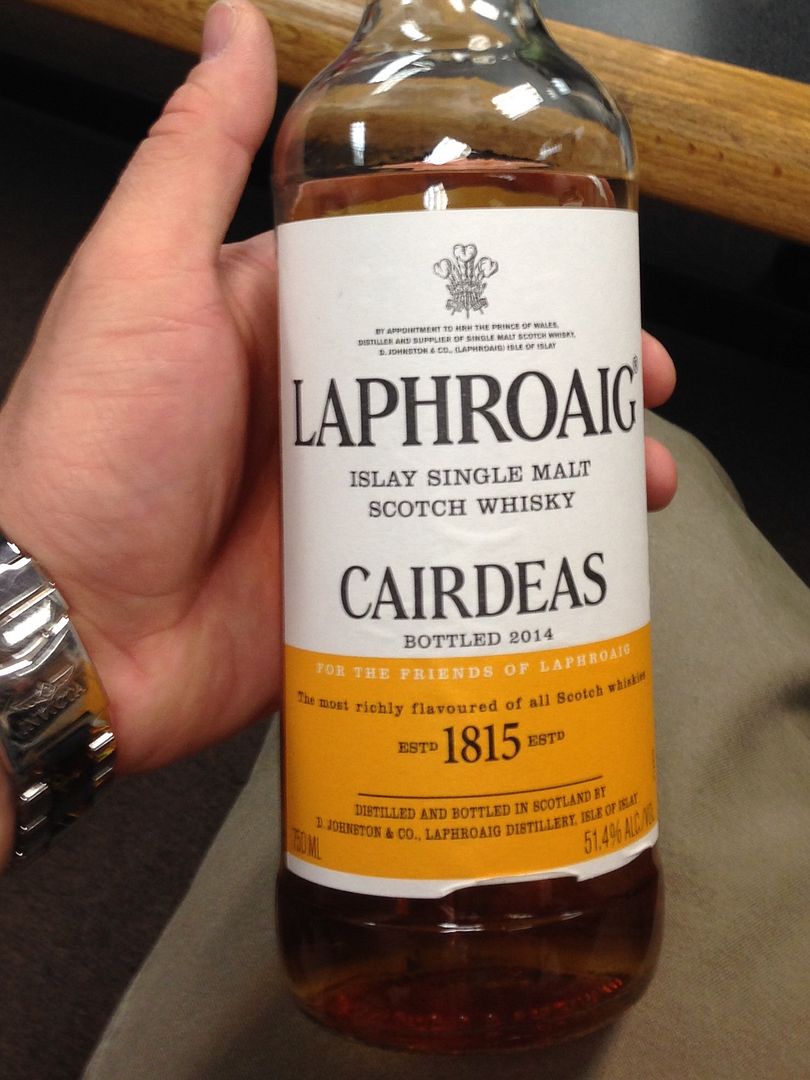 BY APPOINTMENT TO HRH THE PRINCE OF WALES,
DISTILLER AND SUPPLIER OF SINGLE MALT SCOTCH WHISKY,
D. JOHNSTON & CO., (LAPHROAIG) ISLE OF ISLAY
LAPHROAIG®
ISLAY SINGLE MALT
SCOTCH WHISKY
CAIRDEAS
BOTTLED 2014
FOR THE FRIENDS OF LAPHROAIG
The most richly flavoured of all Scotch whiskies
ESTD 1815 ESTD
DISTILLED AND BOTTLED IN SCOTLAND BY
D. JOHNSTON & CO., LAPHROAIG DISTILLERY, ISLE OF ISLAY
750 ML
51.4% ALC./VOL.
INVICTA